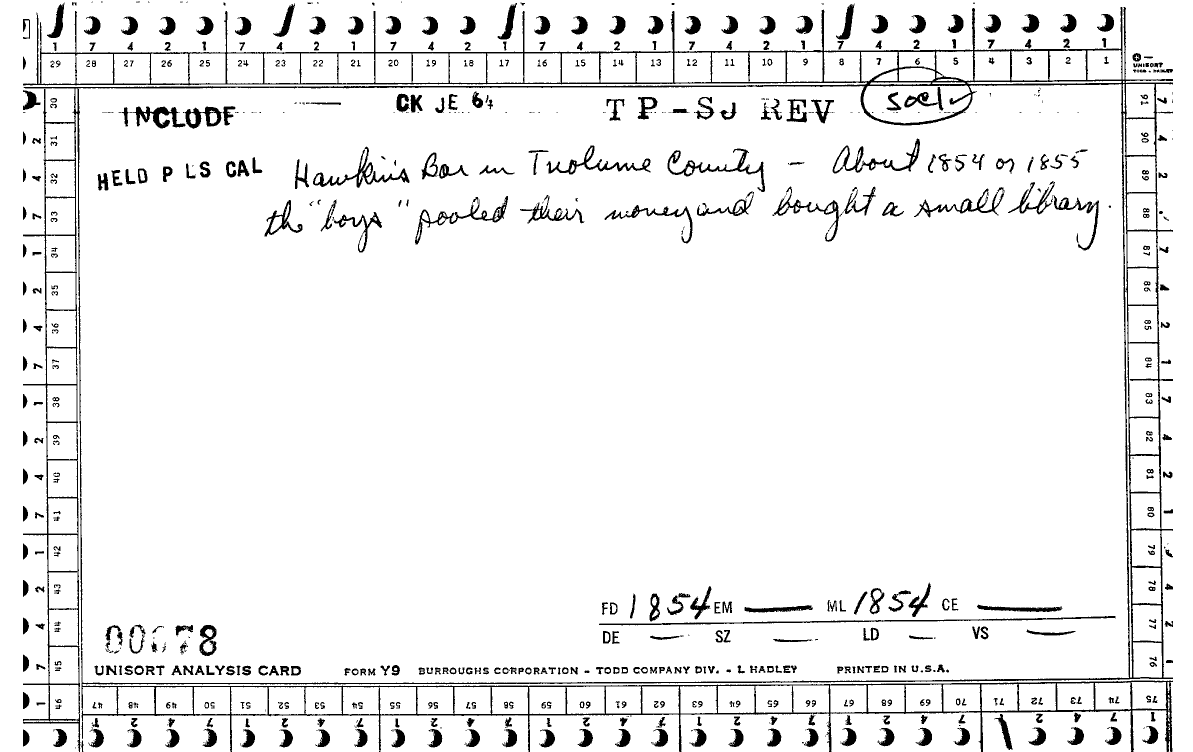 7 4 2 1 7 4 2 1 7 4 2 1 7 4 2 1 7 4 2 1 7 4 2 1 7 4 2 1
29 28 27 26 25 24 23 22 21 20 19 18 17 16 15 14 13 12 11 10 9 8 7 6 5 4 3 2 1
UNISORT
INCLUDE CK JE 64 TP-SJ REV Socl
HELD P LS CAL Hawkin's Bar in Tuolumne County - About 1854 or 1855
the "boys" pooled their money and bought a small library.
30 31 32 33 34 35 36 37 38 39 40 41 42 43 44 45 46
91 90 89 88 87 86 85 84 83 82 81 80 79 78 77 76 75
FD 1854 EM — ML 1854 CE —
DE — SZ — LD — VS —
00078
UNISORT ANALYSIS CARD FORM Y9 BURROUGHS CORPORATION - TODD COMPANY DIV. - L HADLEY PRINTED IN U.S.A.
47 48 49 50 51 52 53 54 55 56 57 58 59 60 61 62 63 64 65 66 67 68 69 70 71 72 73 74